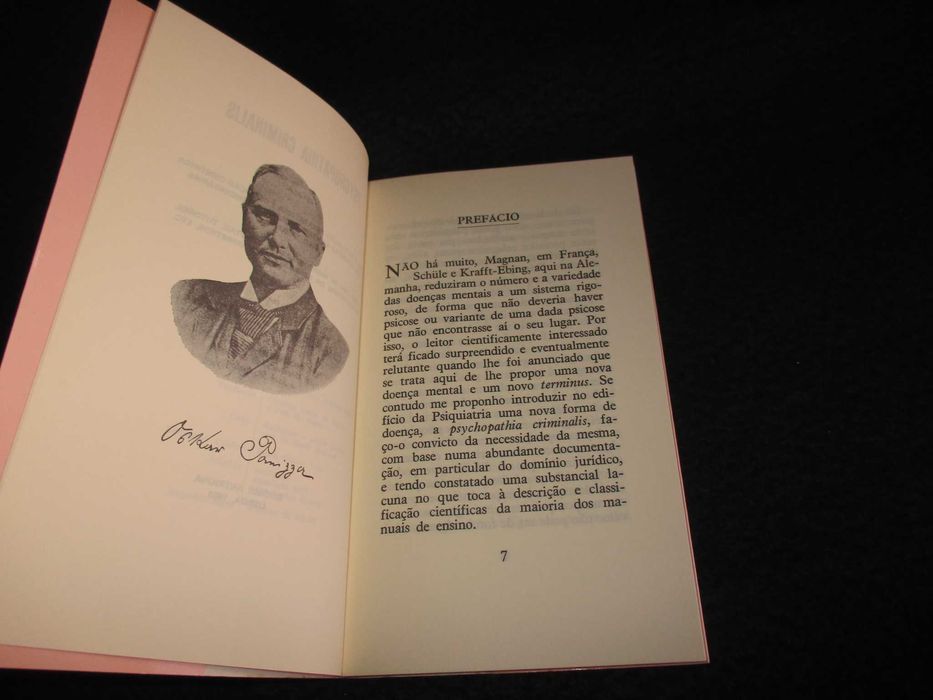 Oskar Panizza
PREFACIO
NÃO há muito, Magnan, em França,
Schüle e Krafft-Ebing, aqui na Ale-
manha, reduziram o número e a variedade
das doenças mentais a um sistema rigo-
roso, de forma que não deveria haver
psicose ou variante de uma dada psicose
que não encontrasse aí o seu lugar. Por
isso, o leitor cientificamente interessado
terá ficado surpreendido e eventualmente
relutante quando lhe foi anunciado que
se trata aqui de lhe propor uma nova
doença mental e um novo terminus. Se
contudo me proponho introduzir no edi-
fício da Psiquiatria uma nova forma de
doença, a psychopathia criminalis, fa-
ço-o convicto da necessidade da mesma,
com base numa abundante documenta-
ção, em particular do domínio jurídico,
e tendo constatado uma substancial la-
cuna no que toca à descrição e classi-
ficação científicas da maioria dos ma-
nuais de ensino.
7